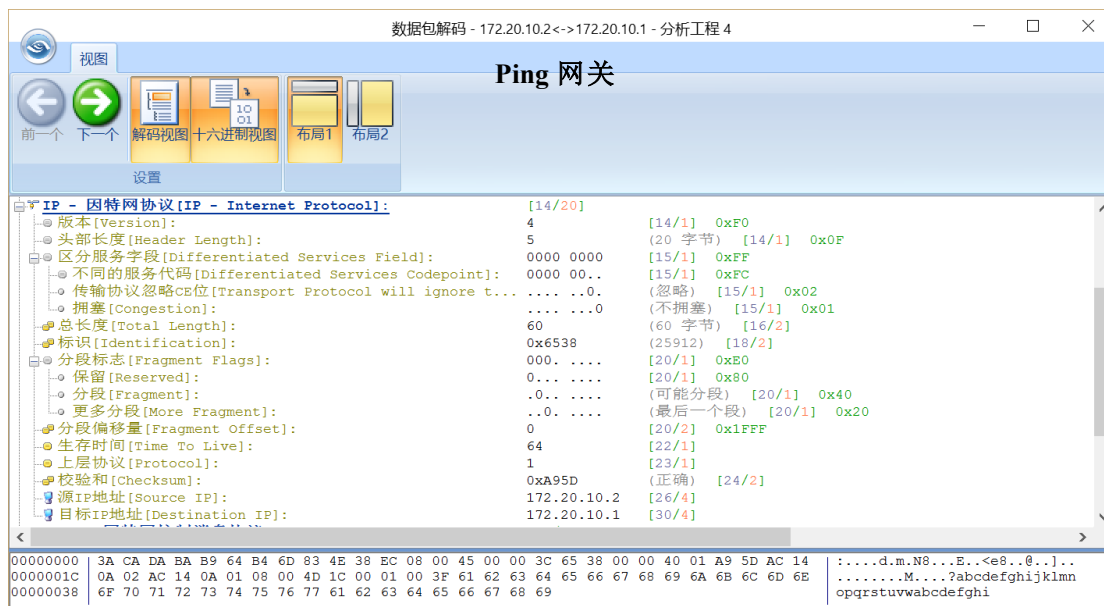 数据包解码 - 172.20.10.2<->172.20.10.1 - 分析工程 4
视图
Ping 网关
前一个 下一个 解码视图 十六进制视图 布局1 布局2
设置
IP - 因特网协议[IP - Internet Protocol]: [14/20]
版本[Version]: 4 [14/1] 0xF0
头部长度[Header Length]: 5 (20 字节) [14/1] 0x0F
区分服务字段[Differentiated Services Field]: 0000 0000 [15/1] 0xFF
不同的服务代码[Differentiated Services Codepoint]: 0000 00.. [15/1] 0xFC
传输协议忽略CE位[Transport Protocol will ignore t... .... ..0. (忽略) [15/1] 0x02
拥塞[Congestion]: .... ...0 (不拥塞) [15/1] 0x01
总长度[Total Length]: 60 (60 字节) [16/2]
标识[Identification]: 0x6538 (25912) [18/2]
分段标志[Fragment Flags]: 000. .... [20/1] 0xE0
保留[Reserved]: 0... .... [20/1] 0x80
分段[Fragment]: .0.. .... (可能分段) [20/1] 0x40
更多分段[More Fragment]: ..0. .... (最后一个段) [20/1] 0x20
分段偏移量[Fragment Offset]: 0 [20/2] 0x1FFF
生存时间[Time To Live]: 64 [22/1]
上层协议[Protocol]: 1 [23/1]
校验和[Checksum]: 0xA95D (正确) [24/2]
源IP地址[Source IP]: 172.20.10.2 [26/4]
目标IP地址[Destination IP]: 172.20.10.1 [30/4]
00000000 3A CA DA BA B9 64 B4 6D 83 4E 38 EC 08 00 45 00 00 3C 65 38 00 00 40 01 A9 5D AC 14 :....d.m.N8...E..<e8..@..]..
0000001C 0A 02 AC 14 0A 01 08 00 4D 1C 00 01 00 3F 61 62 63 64 65 66 67 68 69 6A 6B 6C 6D 6E ........M....?abcdefghijklmn
00000038 6F 70 71 72 73 74 75 76 77 61 62 63 64 65 66 67 68 69 opqrstuvwabcdefghi